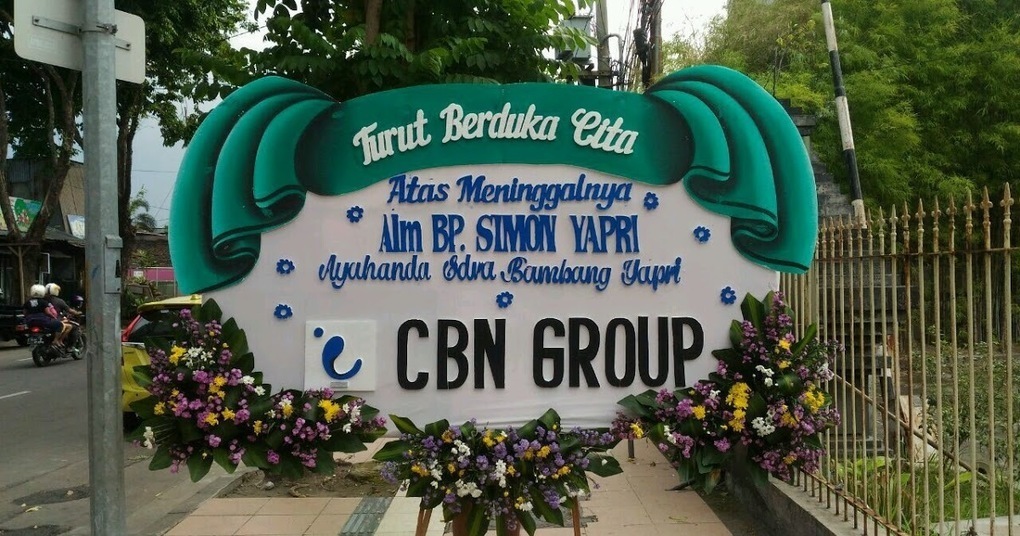 Turut Berduka Cita
Atas Meninggalnya
Alm BP. SIMON YAPRI
Ayahanda Sdra Bambang Yapri
CBN GROUP